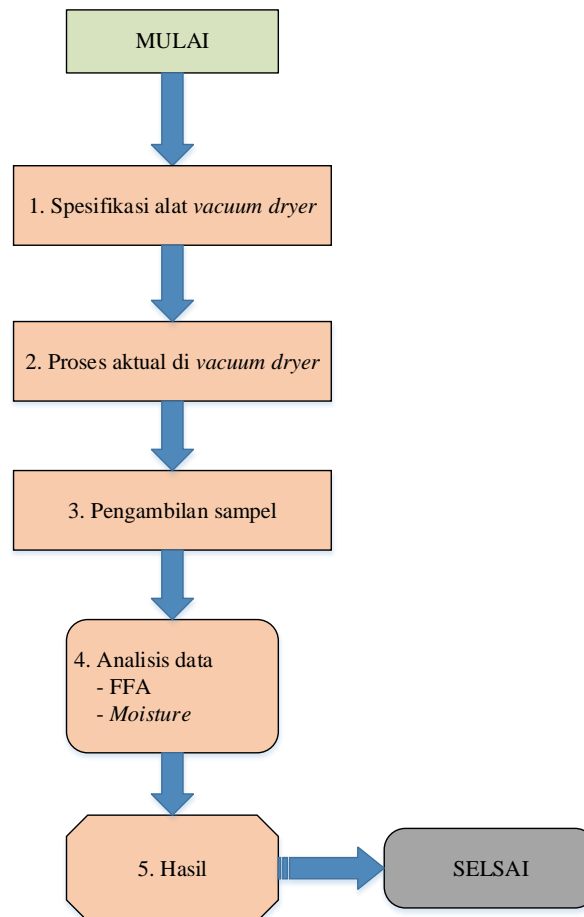 MULAI
1. Spesifikasi alat vacuum dryer
2. Proses aktual di vacuum dryer
3. Pengambilan sampel
4. Analisis data
- FFA
- Moisture
5. Hasil
SELSAI